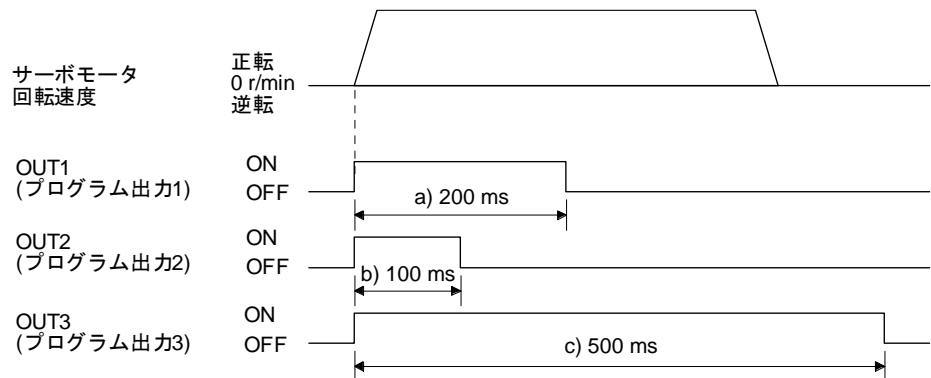 サーボモータ
回転速度
正転
0 r/min
逆転
OUT1
(プログラム出力1)
ON
OFF
a) 200 ms
OUT2
(プログラム出力2)
ON
OFF
b) 100 ms
OUT3
(プログラム出力3)
ON
OFF
c) 500 ms